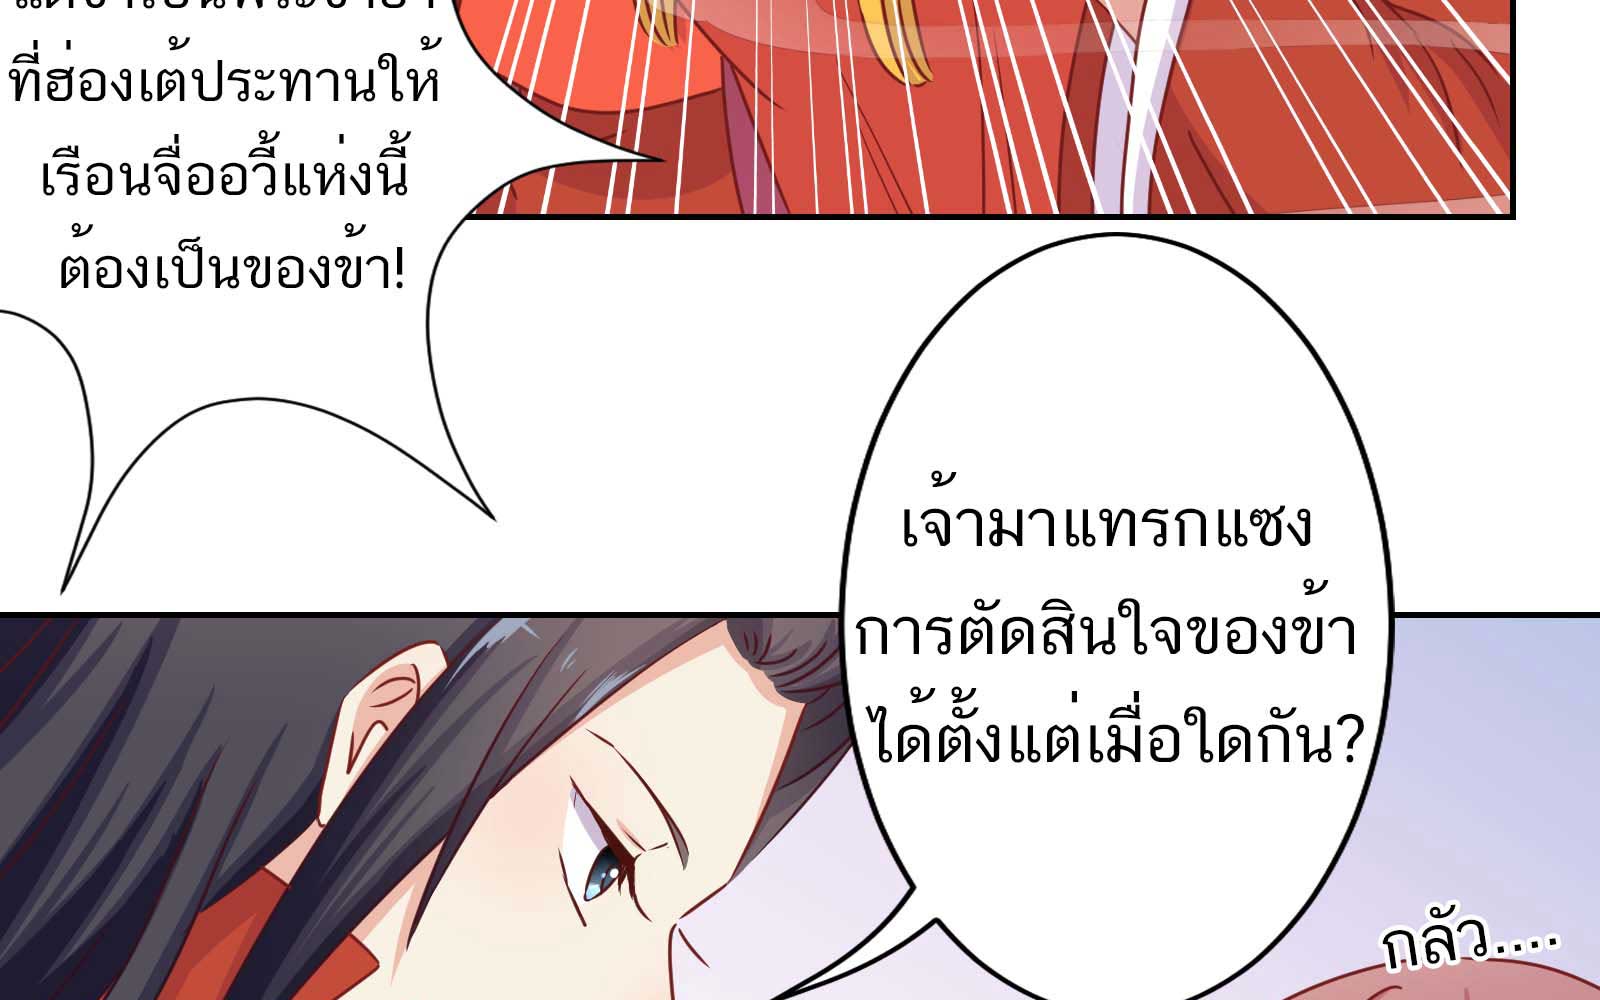 ที่ฮ่องเต้ประทานให้
เรือนจื่ออวี้แห่งนี้
ต้องเป็นของข้า!
เจ้ามาแทรกแซง
การตัดสินใจของข้า
ได้ตั้งแต่เมื่อใดกัน?
กลัว....